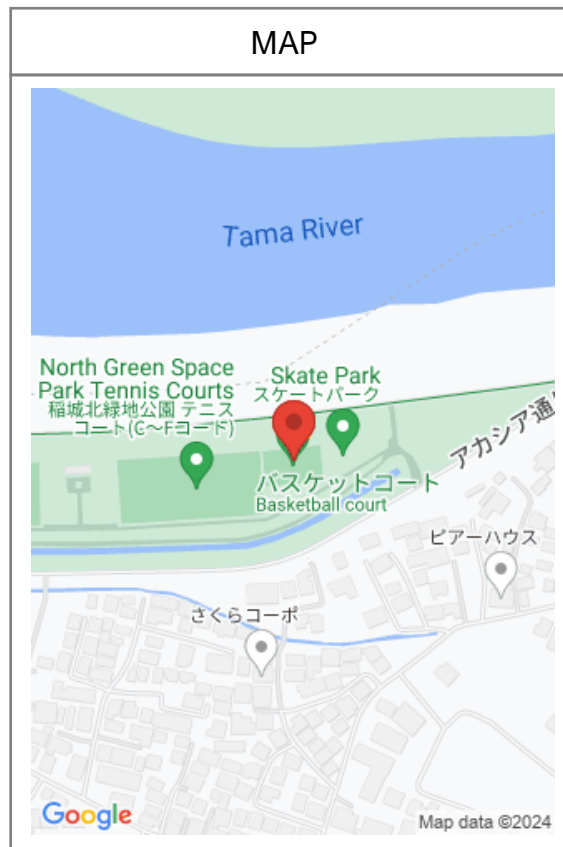 MAP
Tama River
North Green Space
Park Tennis Courts
稲城北緑地公園 テニス
コート(C～Fコート)
Skate Park
スケートパーク
アカシア通
バスケットコート
Basketball court
ピアーハウス
さくらコーポ
Google
Map data ©2024